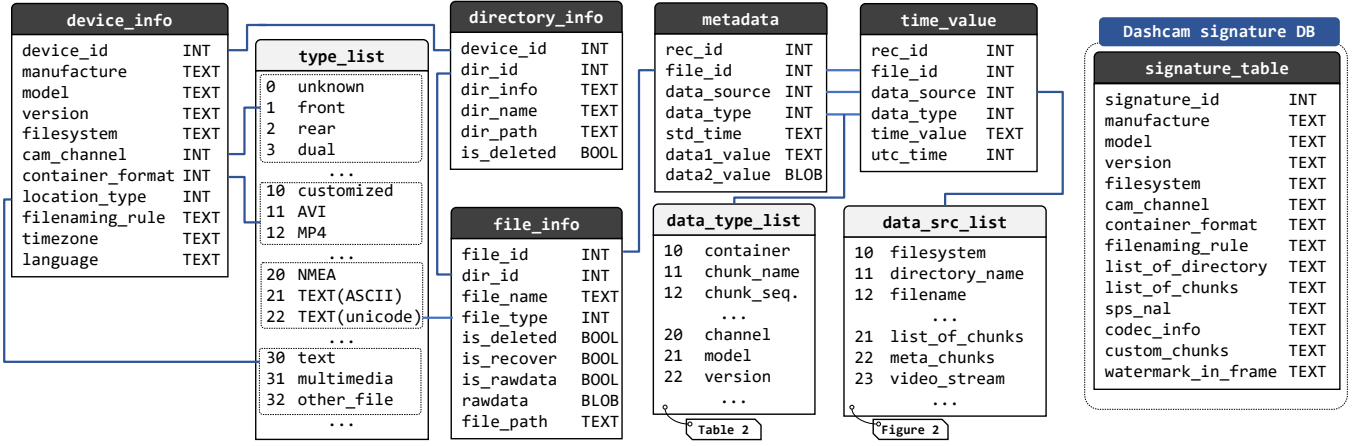 device_info
device_id INT
manufacture TEXT
model TEXT
version TEXT
filesystem TEXT
cam_channel INT
container_format INT
location_type INT
filenaming_rule TEXT
timezone TEXT
language TEXT
type_list
0 unknown
1 front
2 rear
3 dual
...
10 customized
11 AVI
12 MP4
...
20 NMEA
21 TEXT(ASCII)
22 TEXT(unicode)
...
30 text
31 multimedia
32 other_file
...
directory_info
device_id INT
dir_id INT
dir_info TEXT
dir_name TEXT
dir_path TEXT
is_deleted BOOL
file_info
file_id INT
dir_id INT
file_name TEXT
file_type INT
is_deleted BOOL
is_recover BOOL
is_rawdata BOOL
rawdata BLOB
file_path TEXT
metadata
rec_id INT
file_id INT
data_source INT
data_type INT
std_time TEXT
data1_value TEXT
data2_value BLOB
data_type_list
10 container
11 chunk_name
12 chunk_seq.
...
20 channel
21 model
22 version
...
Table 2
time_value
rec_id INT
file_id INT
data_source INT
data_type INT
time_value TEXT
utc_time INT
data_src_list
10 filesystem
11 directory_name
12 filename
...
21 list_of_chunks
22 meta_chunks
23 video_stream
...
Figure 2
Dashcam signature DB
signature_table
signature_id INT
manufacture TEXT
model TEXT
version TEXT
filesystem TEXT
cam_channel TEXT
container_format TEXT
filenaming_rule TEXT
list_of_directory TEXT
list_of_chunks TEXT
sps_nal TEXT
codec_info TEXT
custom_chunks TEXT
watermark_in_frame TEXT